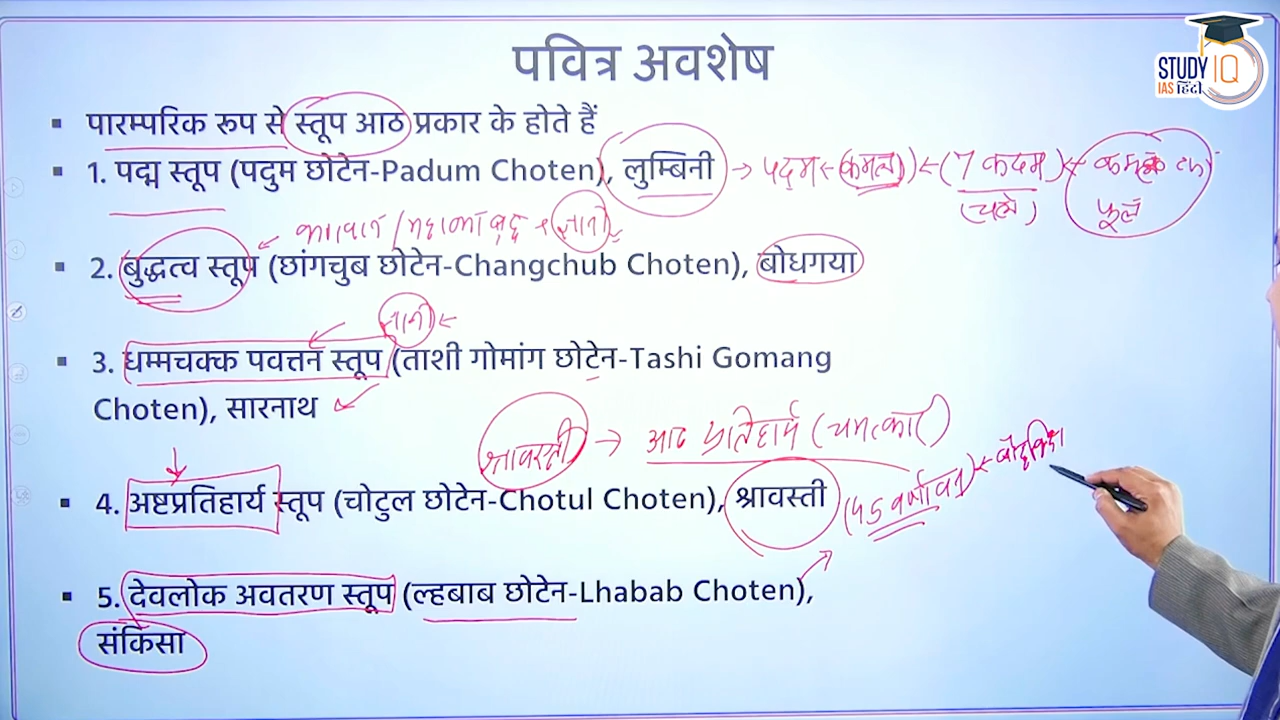 पवित्र अवशेष
STUDY IQ
IAS हिंदी
▪ पारम्परिक रूप से स्तूप आठ प्रकार के होते हैं
▪ 1. पद्म स्तूप (पदुम छोटेन-Padum Choten), लुम्बिनी → पद्म ← (कमल) ← (7 कदम) ←
(चले) फूल
ज्ञान
▪ 2. बुद्धत्व स्तूप (छांगचुब छोटेन-Changchub Choten), बोधगया
▪ 3. धम्मचक्क पवत्तन स्तूप (ताशी गोमांग छोटेन-Tashi Gomang
Choten), सारनाथ
श्रावस्ती → आठ प्रतिहार्य (चमत्कार)
▪ 4. अष्टप्रतिहार्य स्तूप (चोटुल छोटेन-Chotul Choten), श्रावस्ती (45 वर्षावास) ←
▪ 5. देवलोक अवतरण स्तूप (ल्हबाब छोटेन-Lhabab Choten),
संकिसा